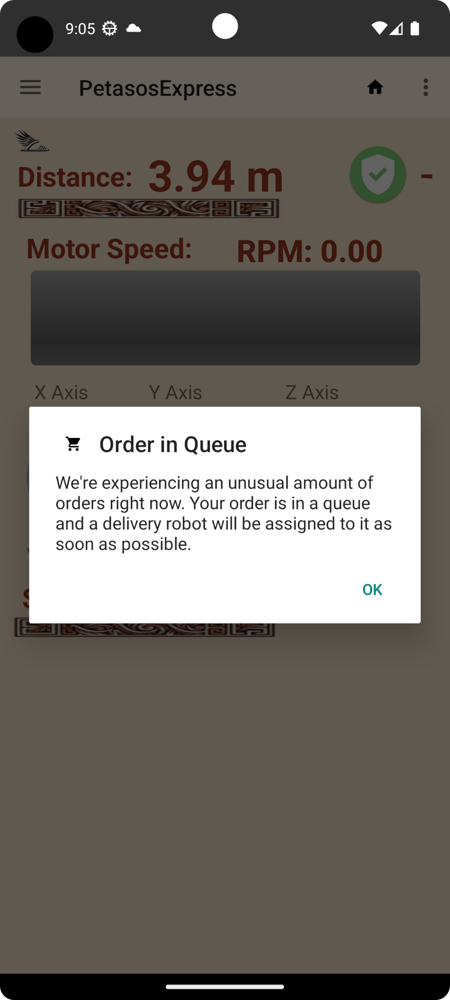 9:05
PetasosExpress
Distance: 3.94 m -
Motor Speed: RPM: 0.00
X Axis Y Axis Z Axis
Order in Queue
We're experiencing an unusual amount of
orders right now. Your order is in a queue
and a delivery robot will be assigned to it as
soon as possible.
OK